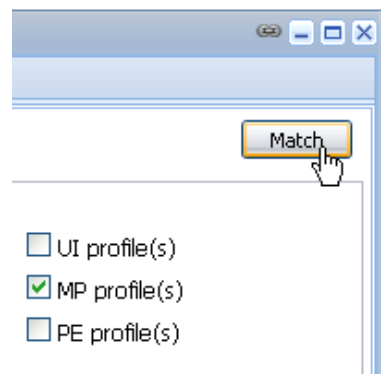 Match
UI profile(s)
MP profile(s)
PE profile(s)